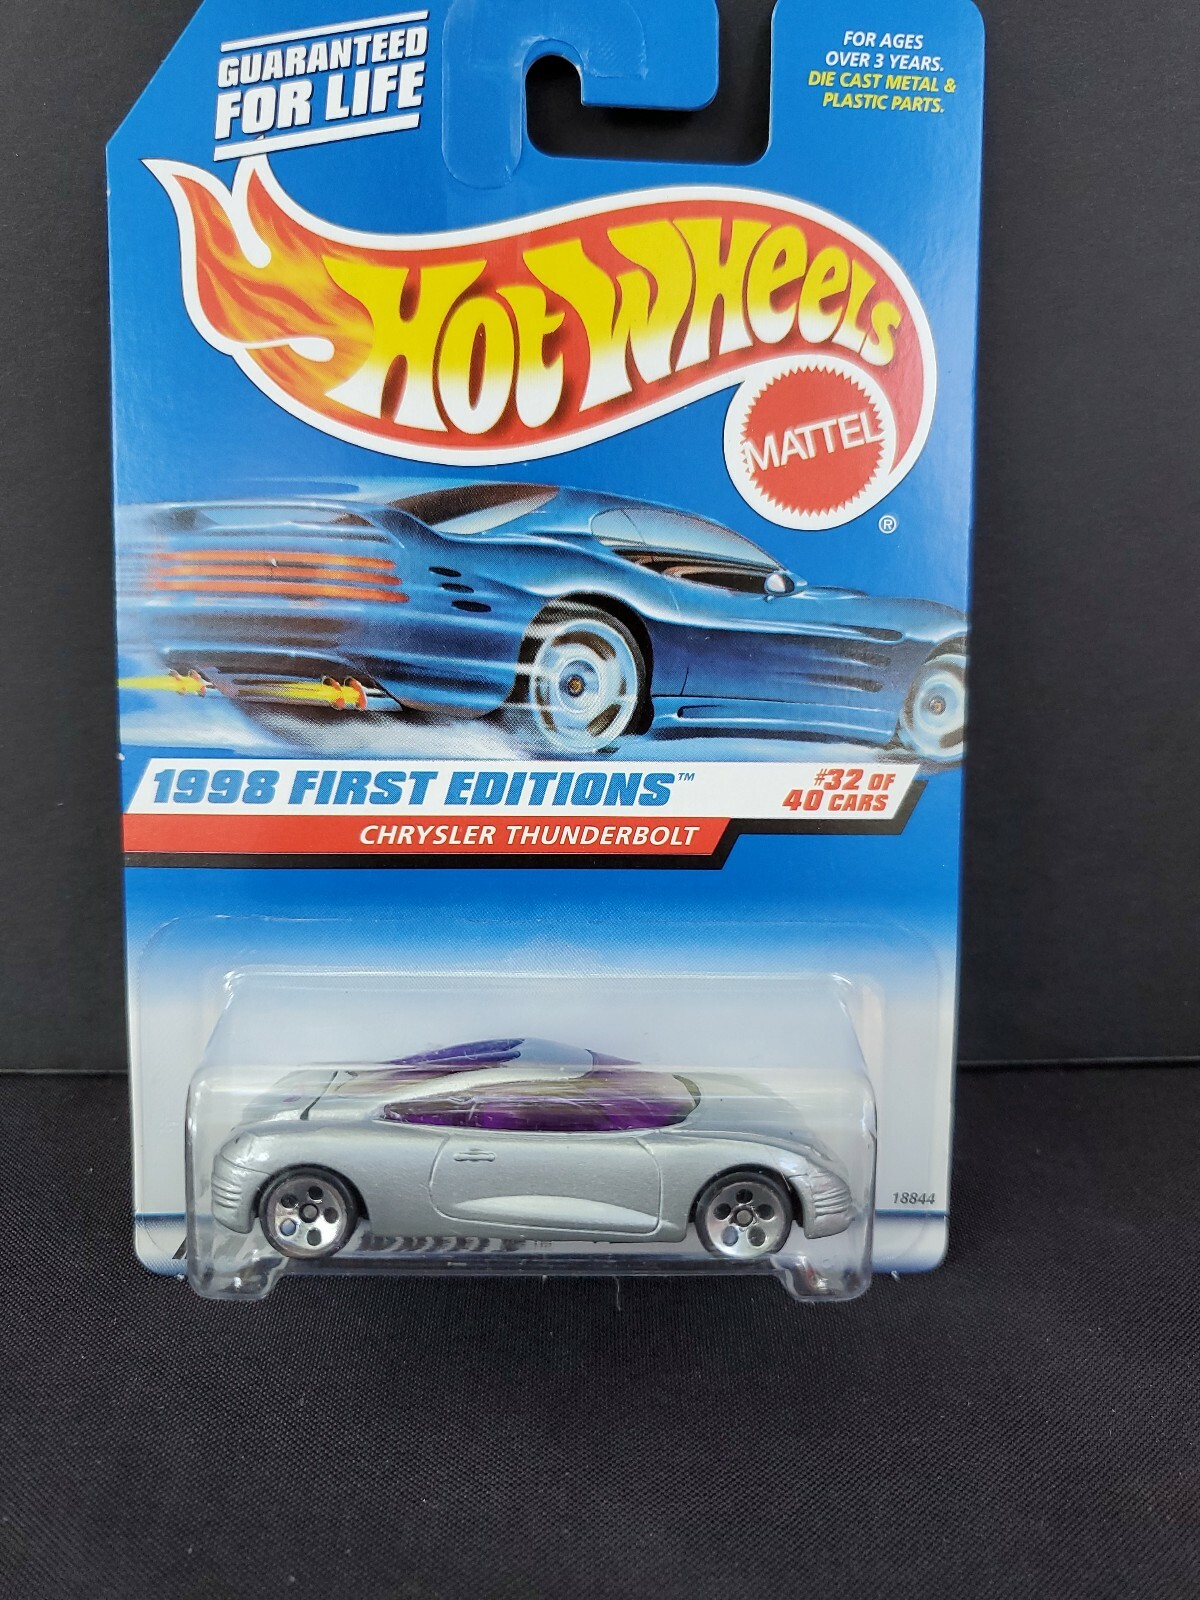 GUARANTEED
FOR LIFE
FOR AGES
OVER 3 YEARS.
DIE CAST METAL &
PLASTIC PARTS.
HOT WHEELS
MATTEL
®
1998 FIRST EDITIONS™
#32 OF
40 CARS
CHRYSLER THUNDERBOLT
18844